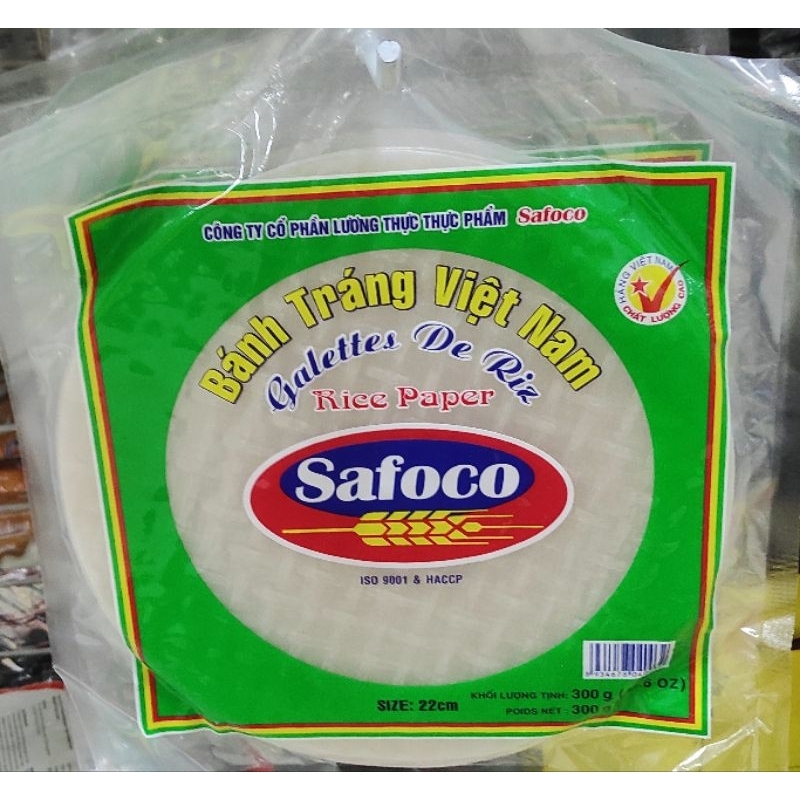 CÔNG TY CỔ PHẦN LƯƠNG THỰC THỰC PHẨM Safoco
HÀNG VIỆT NAM
CHẤT LƯỢNG CAO
Bánh Tráng Việt Nam
Galettes De Riz
Rice Paper
Safoco
ISO 9001 & HACCP
SIZE: 22cm
KHỐI LƯỢNG TỊNH: 300 g
OZ)
POIDS NET: 300